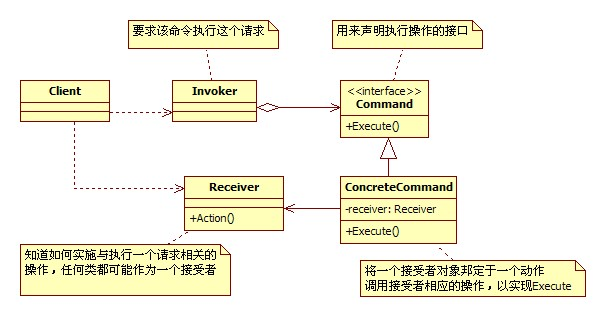 要求该命令执行这个请求
用来声明执行操作的接口
Client
Invoker
<<interface>>
Command
+Execute()
Receiver
+Action()
ConcreteCommand
-receiver: Receiver
+Execute()
知道如何实施与执行一个请求相关的
操作，任何类都可能作为一个接受者
将一个接受者对象邦定于一个动作
调用接受者相应的操作，以实现Execute